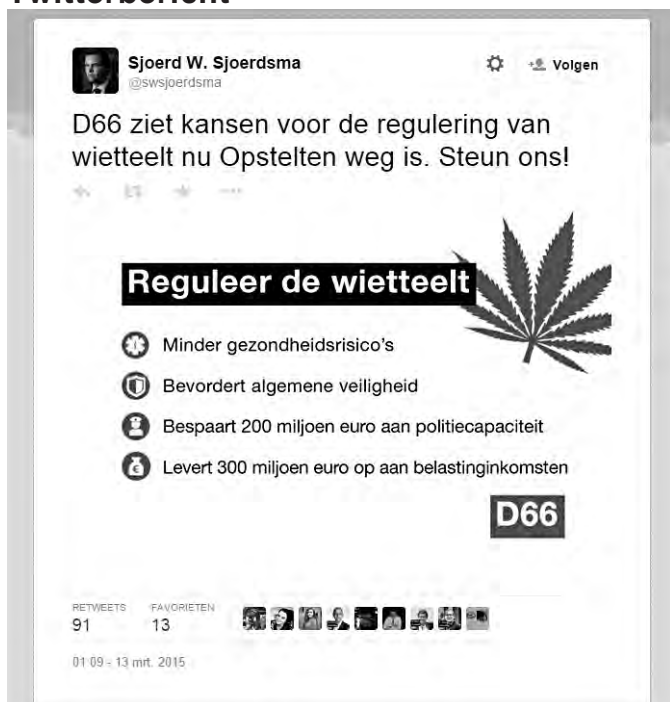 Twitterbericht
Sjoerd W. Sjoerdsma
@swsjoerdsma
Volgen
D66 ziet kansen voor de regulering van
wietteelt nu Opstelten weg is. Steun ons!
Reguleer de wietteelt
Minder gezondheidsrisico's
Bevordert algemene veiligheid
Bespaart 200 miljoen euro aan politiecapaciteit
Levert 300 miljoen euro op aan belastinginkomsten
D66
RETWEETS FAVORIETEN
91 13
01:09 - 13 mrt. 2015